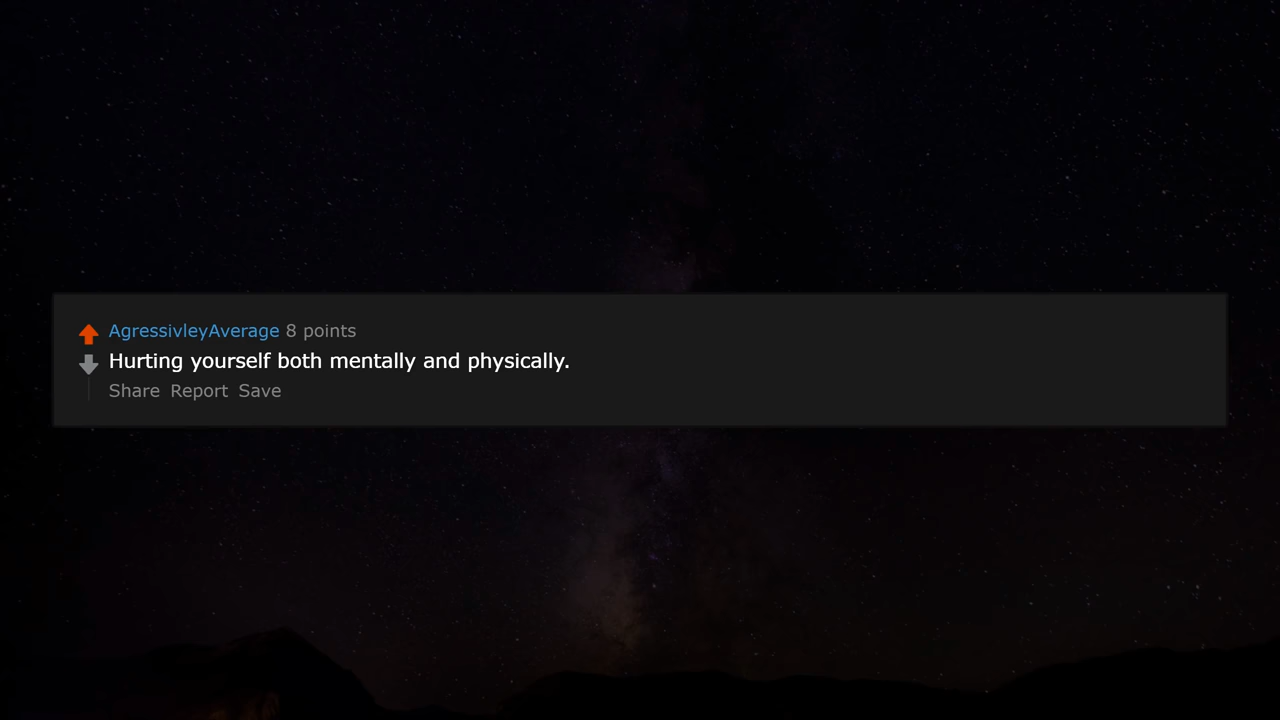 AgressivleyAverage 8 points
Hurting yourself both mentally and physically.
Share Report Save